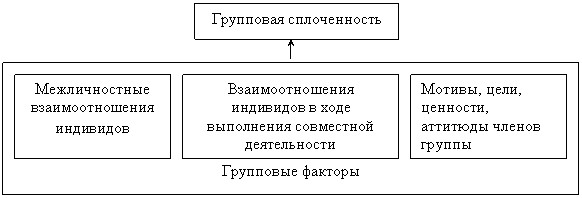 Групповая сплоченность
Межличностные
взаимоотношения
индивидов
Взаимоотношения
индивидов в ходе
выполнения совместной
деятельности
Мотивы, цели,
ценности,
аттитюды членов
группы
Групповые факторы